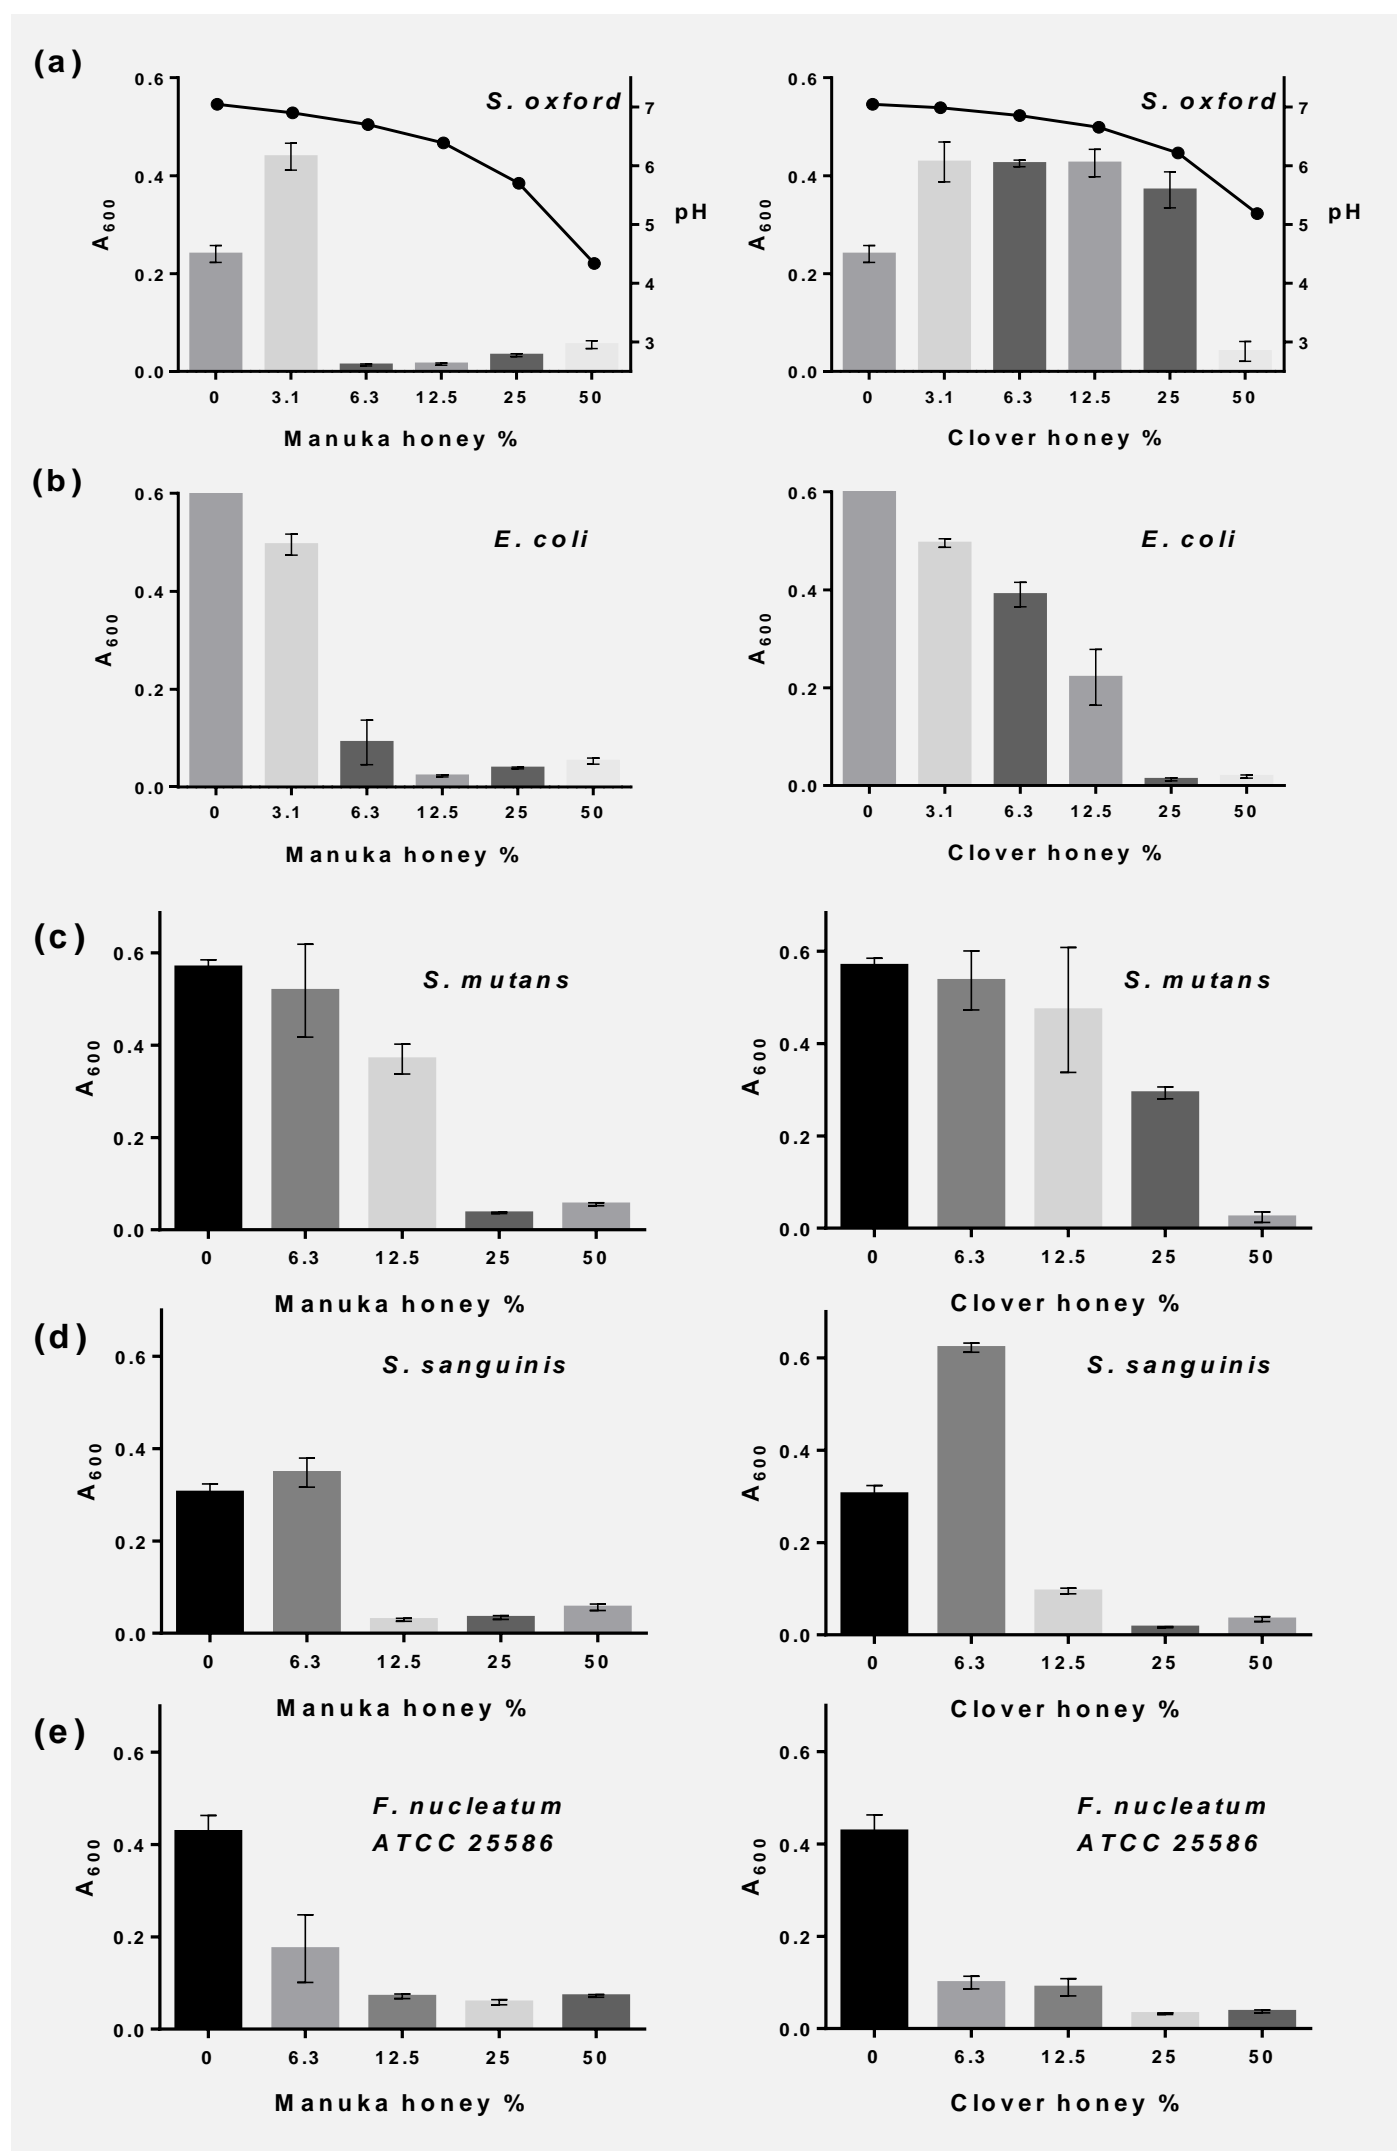 (a)
0.6
0.4
0.2
0.0
A600
S. oxford
7
6
5
4
3
pH
0 3.1 6.3 12.5 25 50
Manuka honey %
0.6
0.4
0.2
0.0
A600
S. oxford
7
6
5
4
3
pH
0 3.1 6.3 12.5 25 50
Clover honey %
(b)
0.6
0.4
0.2
0.0
A600
E. coli
0 3.1 6.3 12.5 25 50
Manuka honey %
0.6
0.4
0.2
0.0
A600
E. coli
0 3.1 6.3 12.5 25 50
Clover honey %
(c)
0.6
0.4
0.2
0.0
A600
S. mutans
0 6.3 12.5 25 50
Manuka honey %
0.6
0.4
0.2
0.0
A600
S. mutans
0 6.3 12.5 25 50
Clover honey %
(d)
0.6
0.4
0.2
0.0
A600
S. sanguinis
0 6.3 12.5 25 50
Manuka honey %
0.6
0.4
0.2
0.0
A600
S. sanguinis
0 6.3 12.5 25 50
Clover honey %
(e)
0.6
0.4
0.2
0.0
A600
F. nucleatum
ATCC 25586
0 6.3 12.5 25 50
Manuka honey %
0.6
0.4
0.2
0.0
A600
F. nucleatum
ATCC 25586
0 6.3 12.5 25 50
Clover honey %